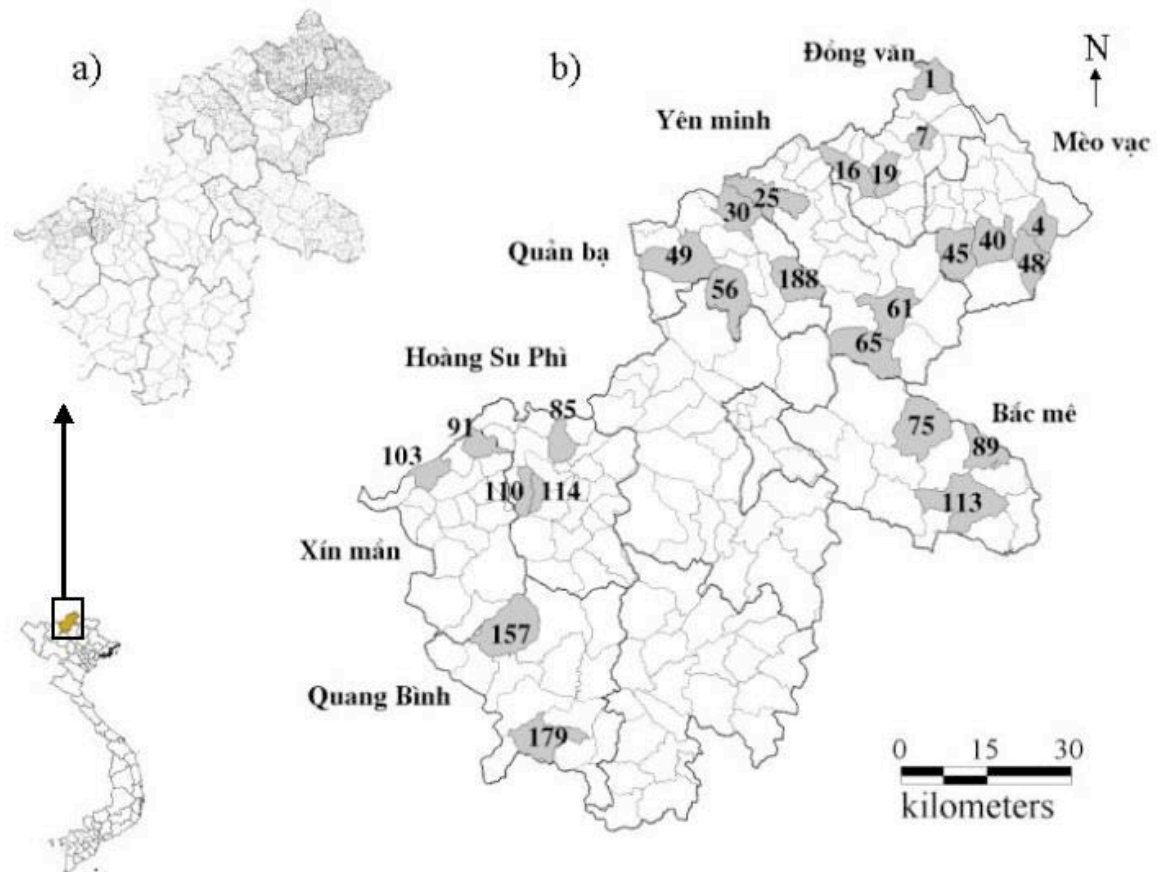 a)
b)
Đồng văn
N
1
Yên minh
7
Mèo vạc
16
19
25
30
4
Quản bạ
49
45
40
48
188
56
61
65
Hoàng Su Phì
85
75
Bắc mê
91
89
103
110
114
113
Xín mần
157
Quang Bình
179
0
15
30
kilometers